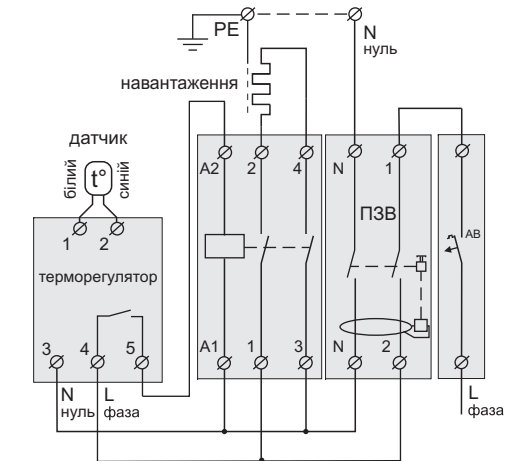 PE
N
нуль
навантаження
датчик
білий
t°
синій
1 2
терморегулятор
3 4 5
N
нуль
L
фаза
A2 2 4
A1 1 3
N 1
ПЗВ
N 2
АВ
L
фаза